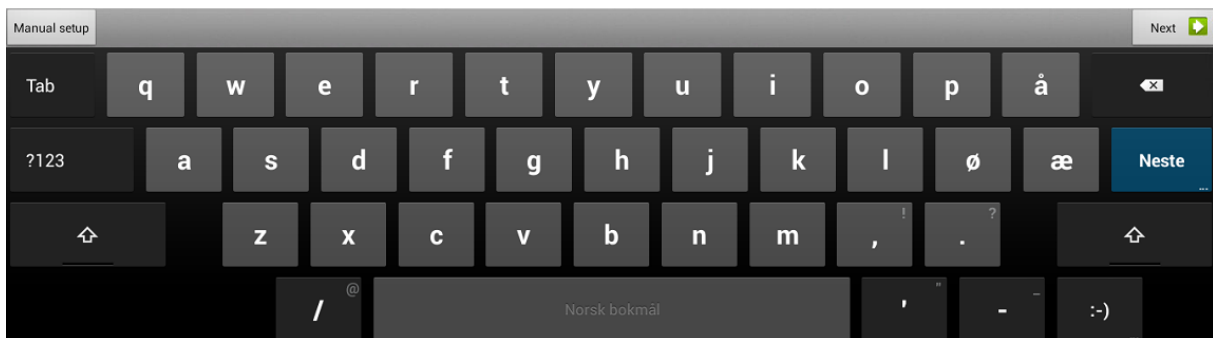 Manual setup Next
Tab q w e r t y u i o p å
?123 a s d f g h j k l ø æ Neste ...
z x c v b n m , ! . ?
/ @ Norsk bokmål ' " - _ :-)